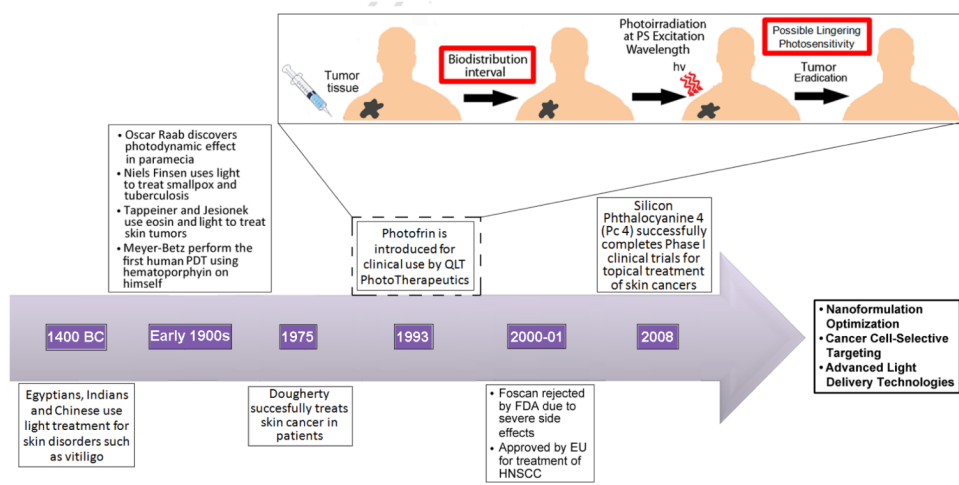 Tumor
tissue
Biodistribution
interval
Photoirradiation
at PS Excitation
Wavelength
hv
Possible Lingering
Photosensitivity
Tumor
Eradication
• Oscar Raab discovers
photodynamic effect
in paramecia
• Niels Finsen uses light
to treat smallpox and
tuberculosis
• Tappeiner and Jesionek
use eosin and light to treat
skin tumors
• Meyer-Betz perform the
first human PDT using
hematoporphyin on
himself
Photofrin is
introduced for
clinical use by QLT
PhotoTherapeutics
Silicon
Phthalocyanine 4
(Pc 4) successfully
completes Phase I
clinical trials for
topical treatment
of skin cancers
1400 BC
Early 1900s
1975
1993
2000-01
2008
• Nanoformulation
Optimization
• Cancer Cell-Selective
Targeting
• Advanced Light
Delivery Technologies
Egyptians, Indians
and Chinese use
light treatment for
skin disorders such
as vitiligo
Dougherty
succesfully treats
skin cancer in
patients
• Foscan rejected
by FDA due to
severe side
effects
• Approved by EU
for treatment of
HNSCC